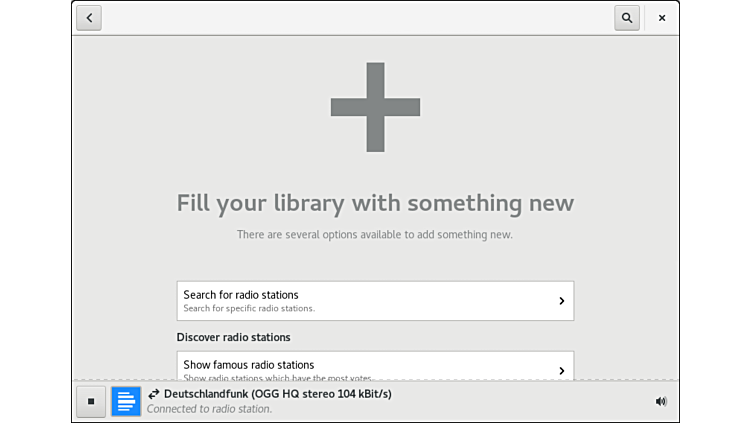 Fill your library with something new
There are several options available to add something new.
Search for radio stations
Search for specific radio stations.
Discover radio stations
Show famous radio stations
Show radio stations which have the most votes.
Deutschlandfunk (OGG HQ stereo 104 kBit/s)
Connected to radio station.